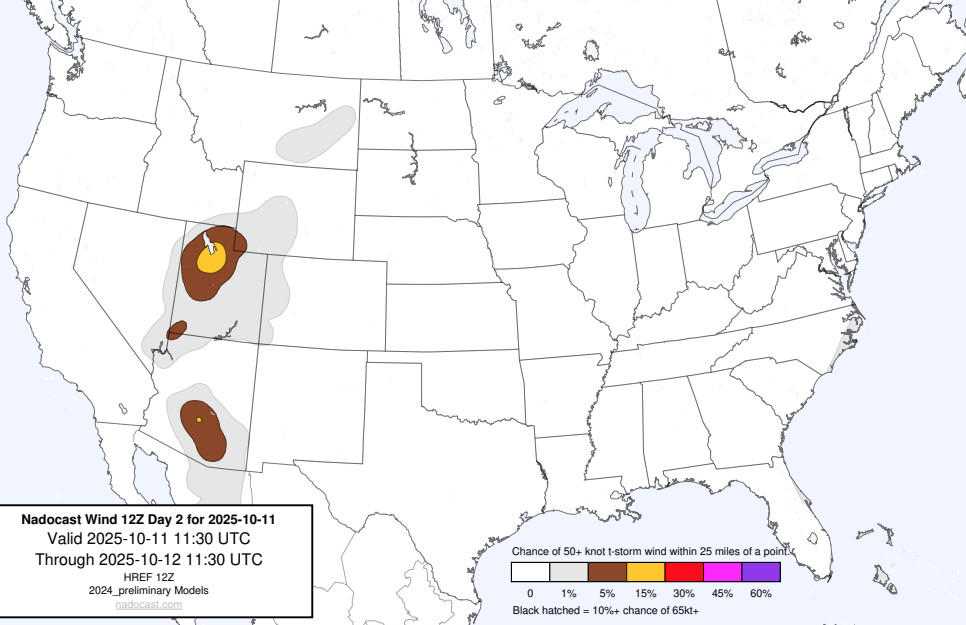 Nadocast Wind 12Z Day 2 for 2025-10-11
Valid 2025-10-11 11:30 UTC
Through 2025-10-12 11:30 UTC
HREF 12Z
2024_preliminary Models
nadocast.com
Chance of 50+ knot t-storm wind within 25 miles of a point.
0 1% 5% 15% 30% 45% 60%
Black hatched = 10%+ chance of 65kt+